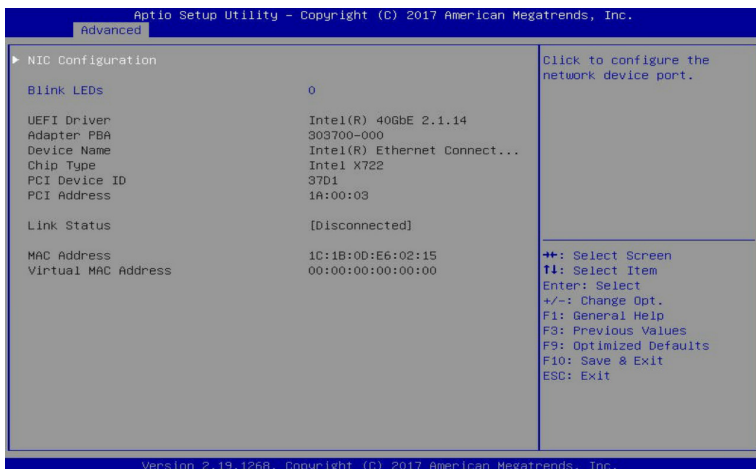 Aptio Setup Utility – Copyright (C) 2017 American Megatrends, Inc.
Advanced
▶ NIC Configuration
Blink LEDs 0
UEFI Driver Intel(R) 40GbE 2.1.14
Adapter PBA 303700-000
Device Name Intel(R) Ethernet Connect...
Chip Type Intel X722
PCI Device ID 37D1
PCI Address 1A:00:03
Link Status [Disconnected]
MAC Address 1C:1B:0D:E6:02:15
Virtual MAC Address 00:00:00:00:00:00
Click to configure the
network device port.
→←: Select Screen
↑↓: Select Item
Enter: Select
+/-: Change Opt.
F1: General Help
F3: Previous Values
F9: Optimized Defaults
F10: Save & Exit
ESC: Exit
Version 2.19.1268. Copyright (C) 2017 American Megatrends, Inc.